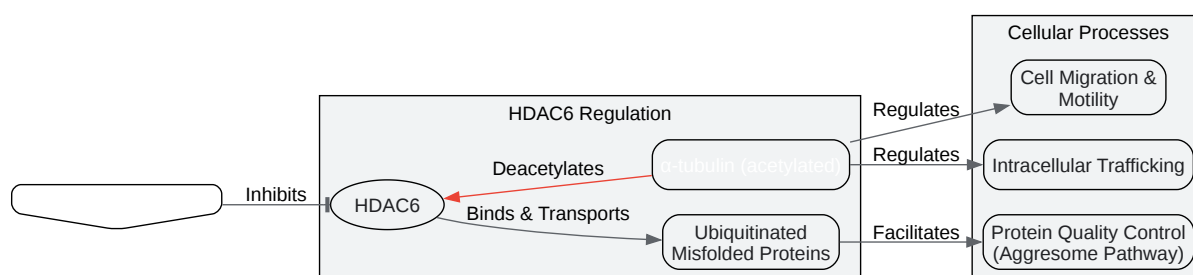 Cellular Processes
Cell Migration &
Motility
Regulates
HDAC6 Regulation
α-tubulin (acetylated)
Regulates
Intracellular Trafficking
Deacetylates
Inhibits
HDAC6
Binds & Transports
Ubiquitinated
Misfolded Proteins
Facilitates
Protein Quality Control
(Aggresome Pathway)